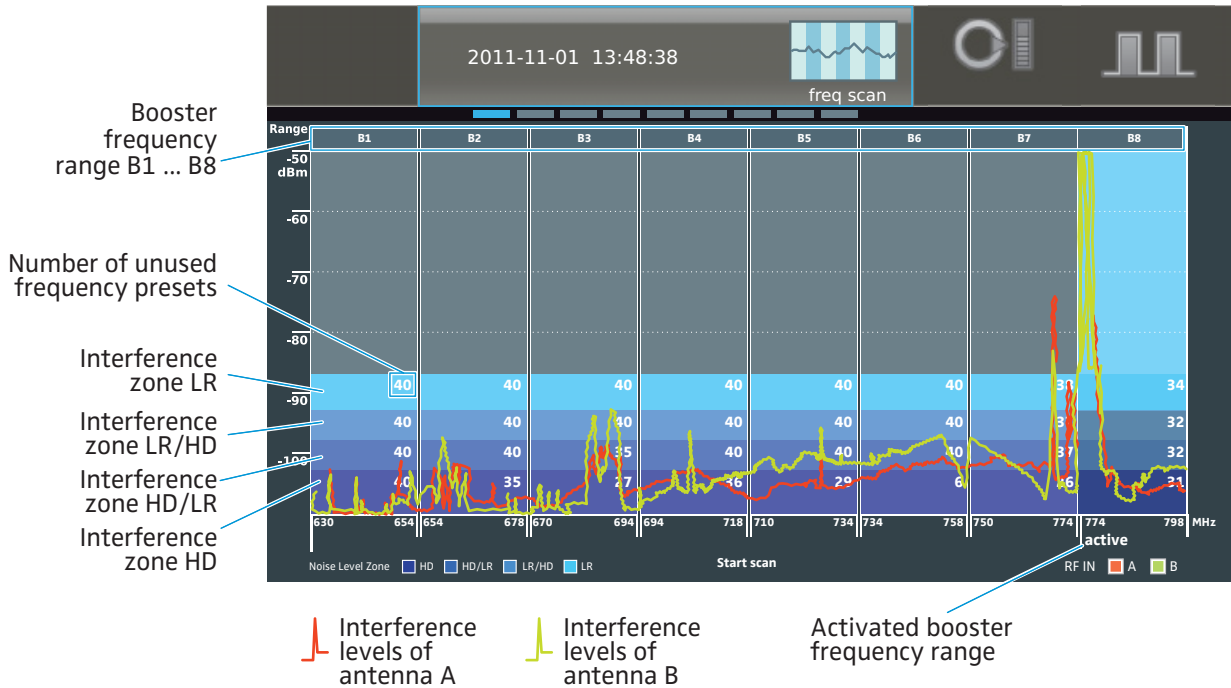 2011-11-01 13:48:38
freq scan
Booster
frequency
range B1 ... B8
Range
B1 B2 B3 B4 B5 B6 B7 B8
-50
dBm
-60
-70
-80
-90
-100
Number of unused
frequency presets
Interference
zone LR
Interference
zone LR/HD
Interference
zone HD/LR
Interference
zone HD
40 40 40 40 40 40 38 34
40 40 40 40 40 40 32
40 40 35 40 40 40 37 32
40 35 27 36 29 6 31
630 654 654 678 670 694 694 718 710 734 734 758 750 774 774 798 MHz
active
Noise Level Zone HD HD/LR LR/HD LR
Start scan
RF IN A B
Interference
levels of
antenna A
Interference
levels of
antenna B
Activated booster
frequency range